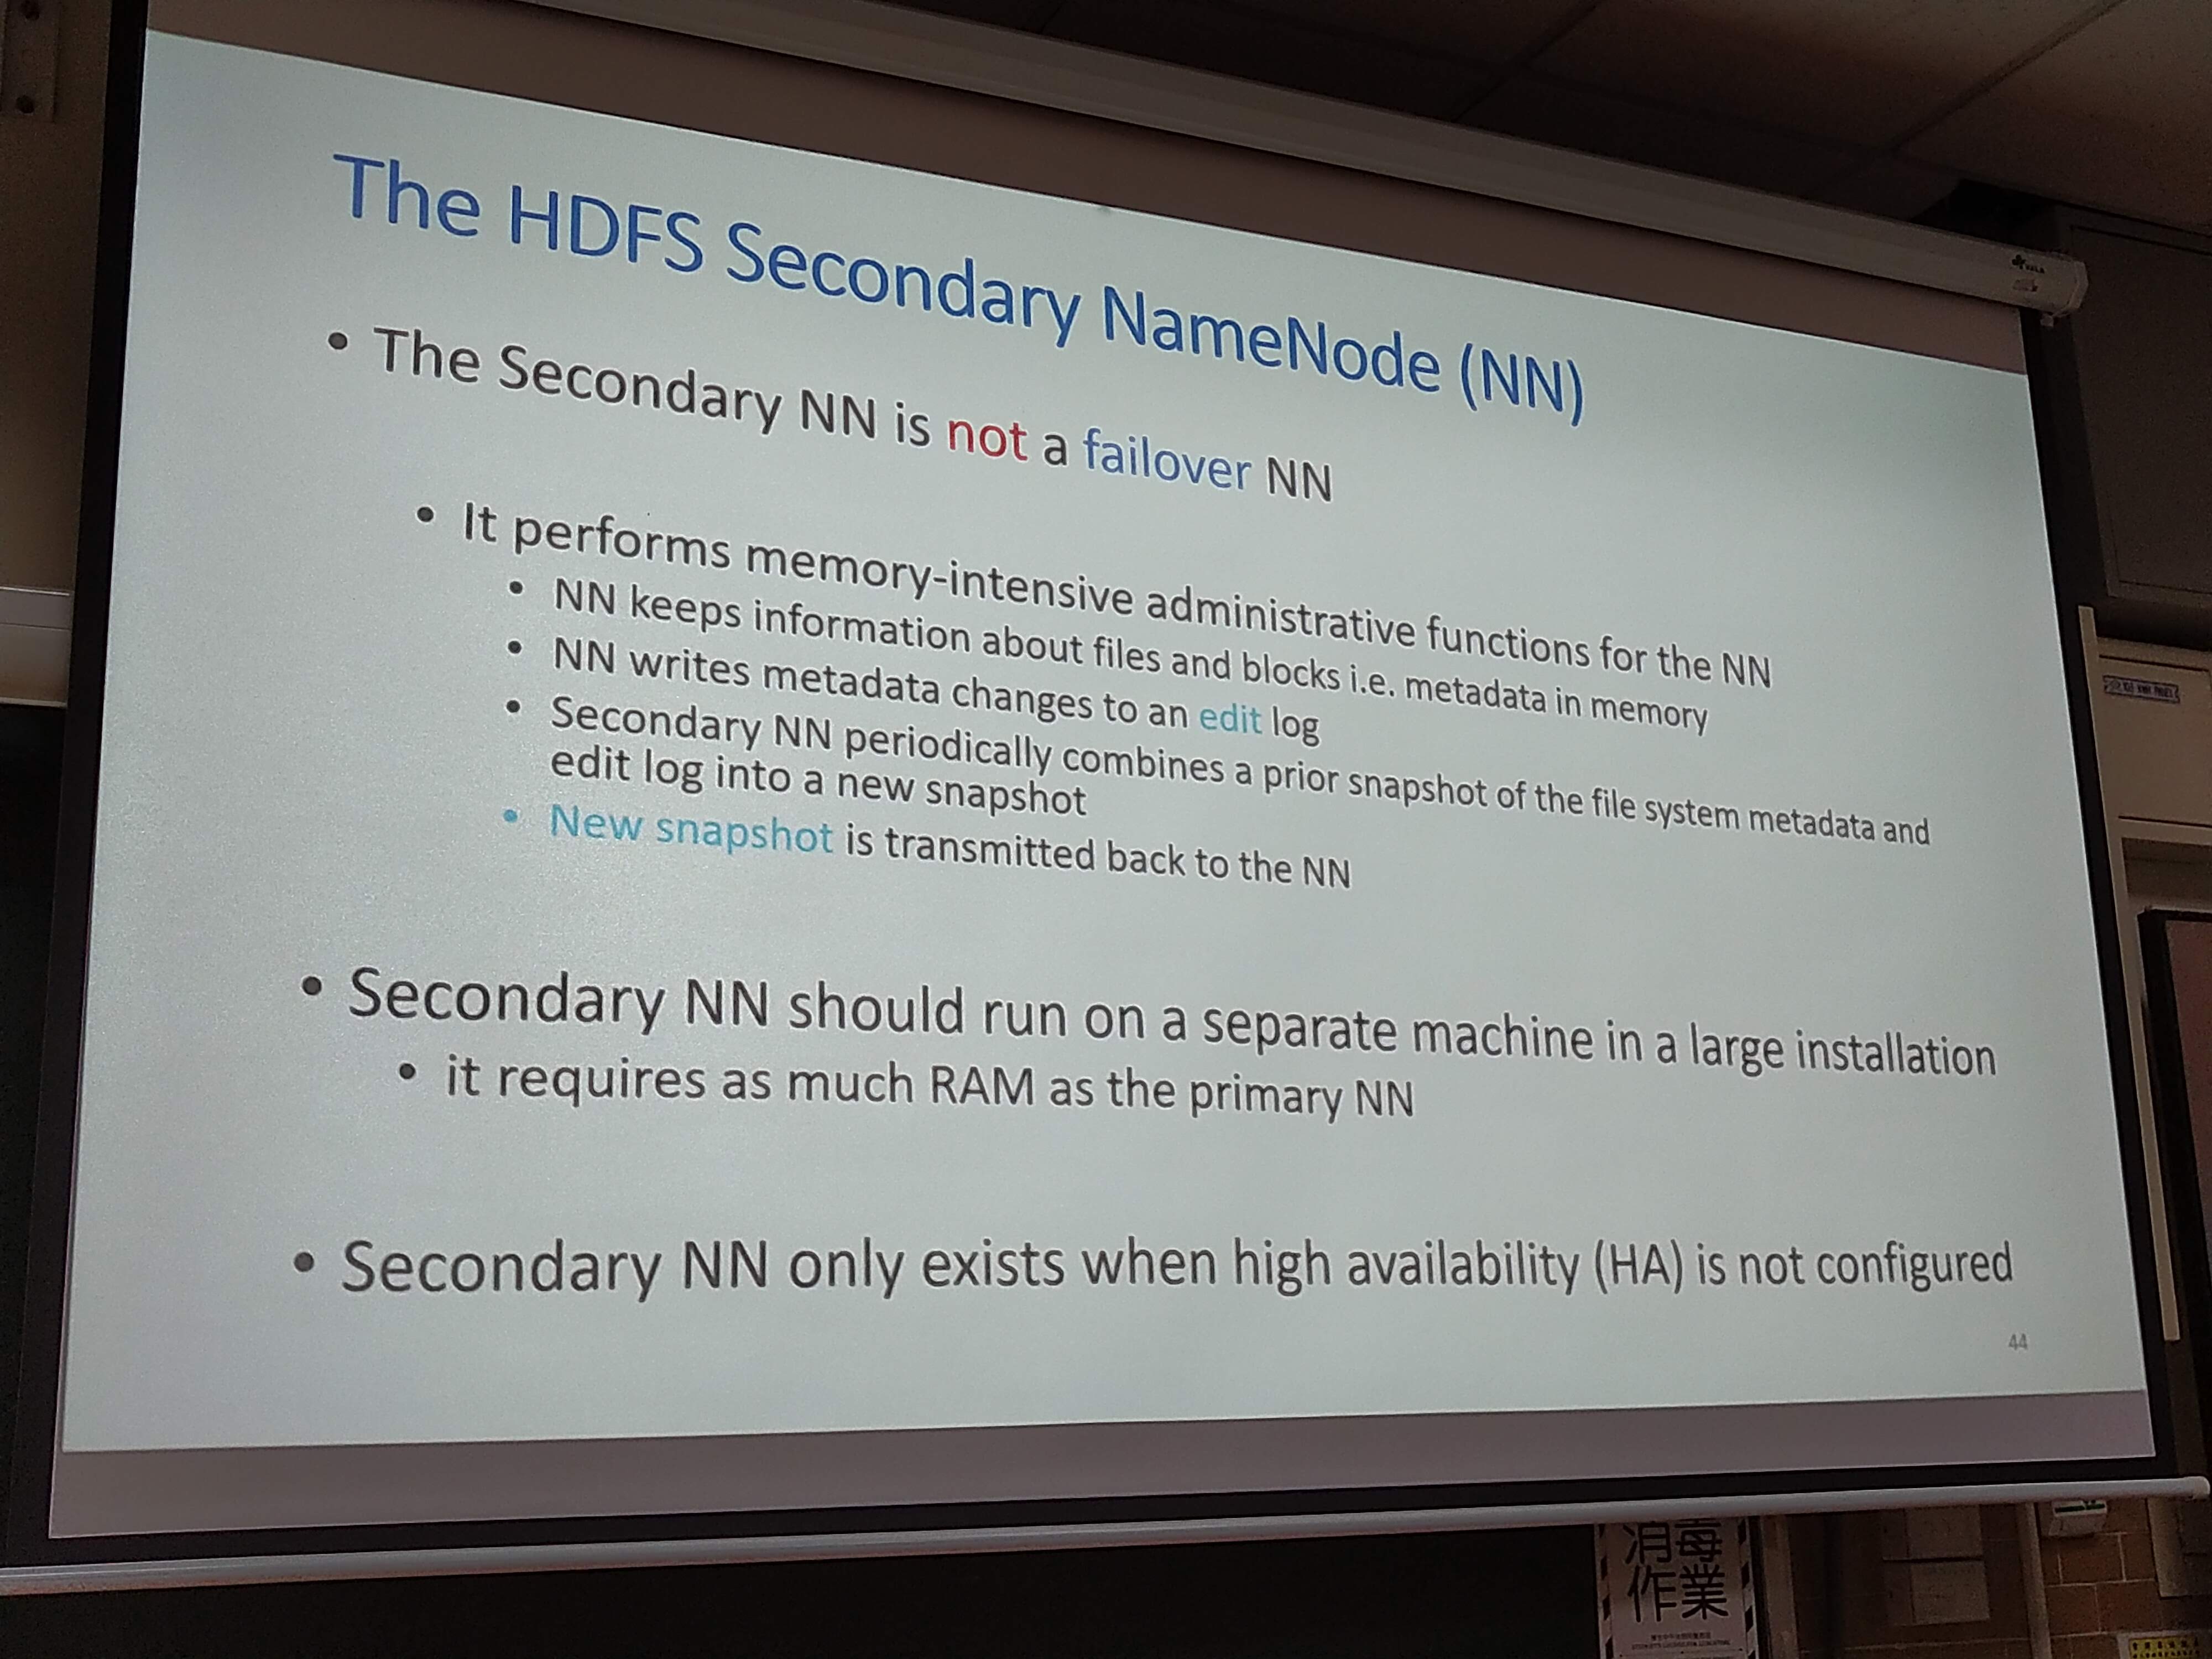 The HDFS Secondary NameNode (NN)
• The Secondary NN is not a failover NN
• It performs memory-intensive administrative functions for the NN
• NN keeps information about files and blocks i.e. metadata in memory
• NN writes metadata changes to an edit log
• Secondary NN periodically combines a prior snapshot of the file system metadata and
edit log into a new snapshot
• New snapshot is transmitted back to the NN
• Secondary NN should run on a separate machine in a large installation
• it requires as much RAM as the primary NN
• Secondary NN only exists when high availability (HA) is not configured
44
消毒
作業